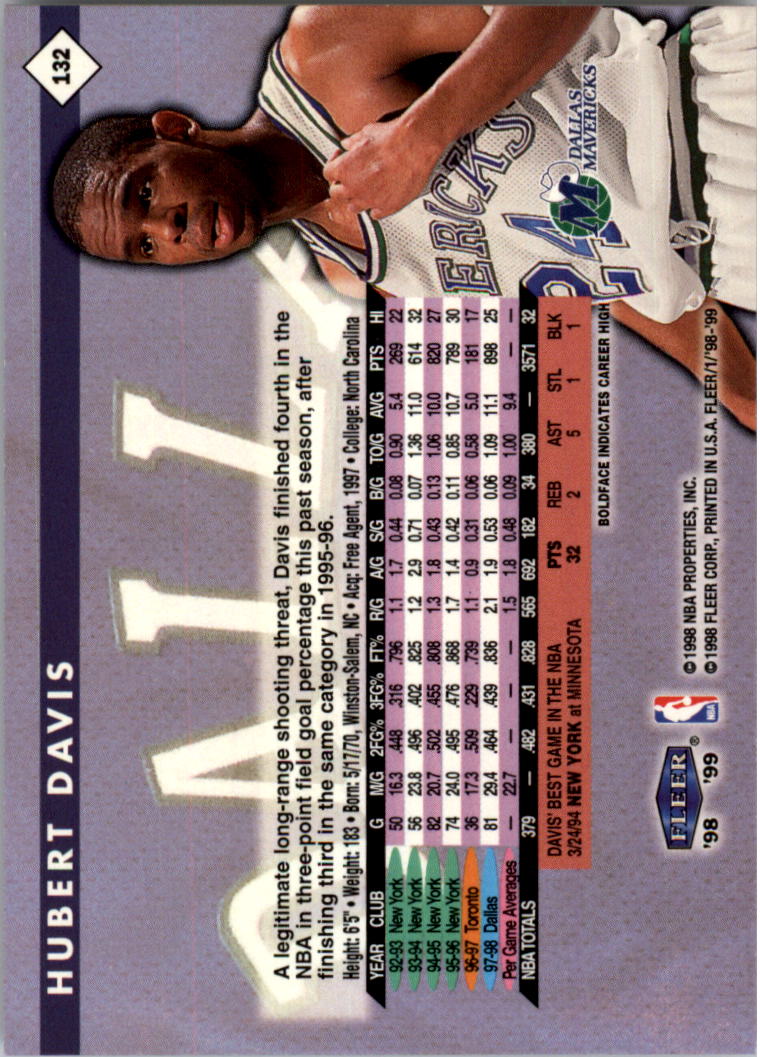 HUBERT DAVIS
132
A legitimate long-range shooting threat, Davis finished fourth in the
NBA in three-point field goal percentage this past season, after
finishing third in the same category in 1995-96.
Height: 6'5" • Weight: 183 • Born: 5/17/70, Winston-Salem, NC • Acq: Free Agent, 1997 • College: North Carolina
YEAR CLUB G M/G 2FG% 3FG% FT% R/G A/G S/G B/G TO/G AVG PTS HI
92-93 New York 50 16.3 .448 .316 .796 1.1 1.7 0.44 0.08 0.90 5.4 269 22
93-94 New York 56 23.8 .496 .402 .825 1.2 2.9 0.71 0.07 1.36 11.0 614 32
94-95 New York 82 20.7 .502 .455 .808 1.3 1.8 0.43 0.13 1.06 10.0 820 27
95-96 New York 74 24.0 .495 .476 .868 1.7 1.4 0.42 0.11 0.85 10.7 789 30
96-97 Toronto 36 17.3 .509 .229 .739 1.1 0.9 0.31 0.06 0.58 5.0 181 17
97-98 Dallas 81 29.4 .464 .439 .836 2.1 1.9 0.53 0.06 1.09 11.1 898 25
Per Game Averages — 22.7 — — — 1.5 1.8 0.48 0.09 1.00 9.4 — —
NBA TOTALS 379 — .482 .431 .828 565 692 182 34 380 — 3571 32
DAVIS' BEST GAME IN THE NBA PTS REB AST STL BLK
3/24/94 NEW YORK at MINNESOTA 32 2 5 1 1
BOLDFACE INDICATES CAREER HIGH
ERICKS
24
M
DALLAS
MAVERICKS
FLEER®
'98 '99
NBA
©1998 NBA PROPERTIES, INC.
©1998 FLEER CORP., PRINTED IN U.S.A. FLEER/1/'98-'99